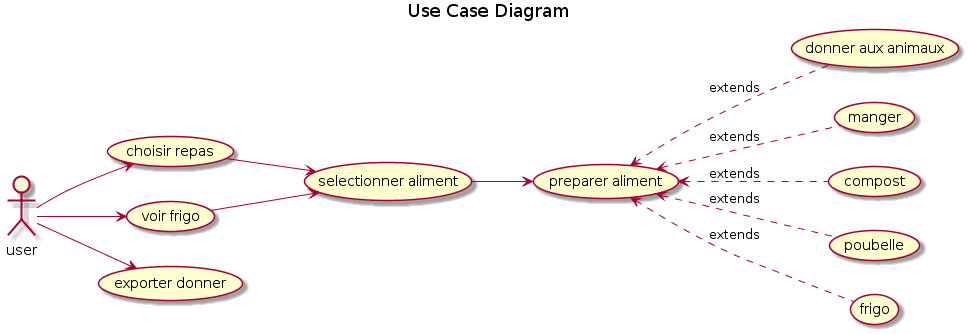 Use Case Diagram
donner aux animaux
extends
manger
extends
choisir repas
extends
selectionner aliment
preparer aliment
compost
extends
voir frigo
user
extends
poubelle
exporter donner
frigo